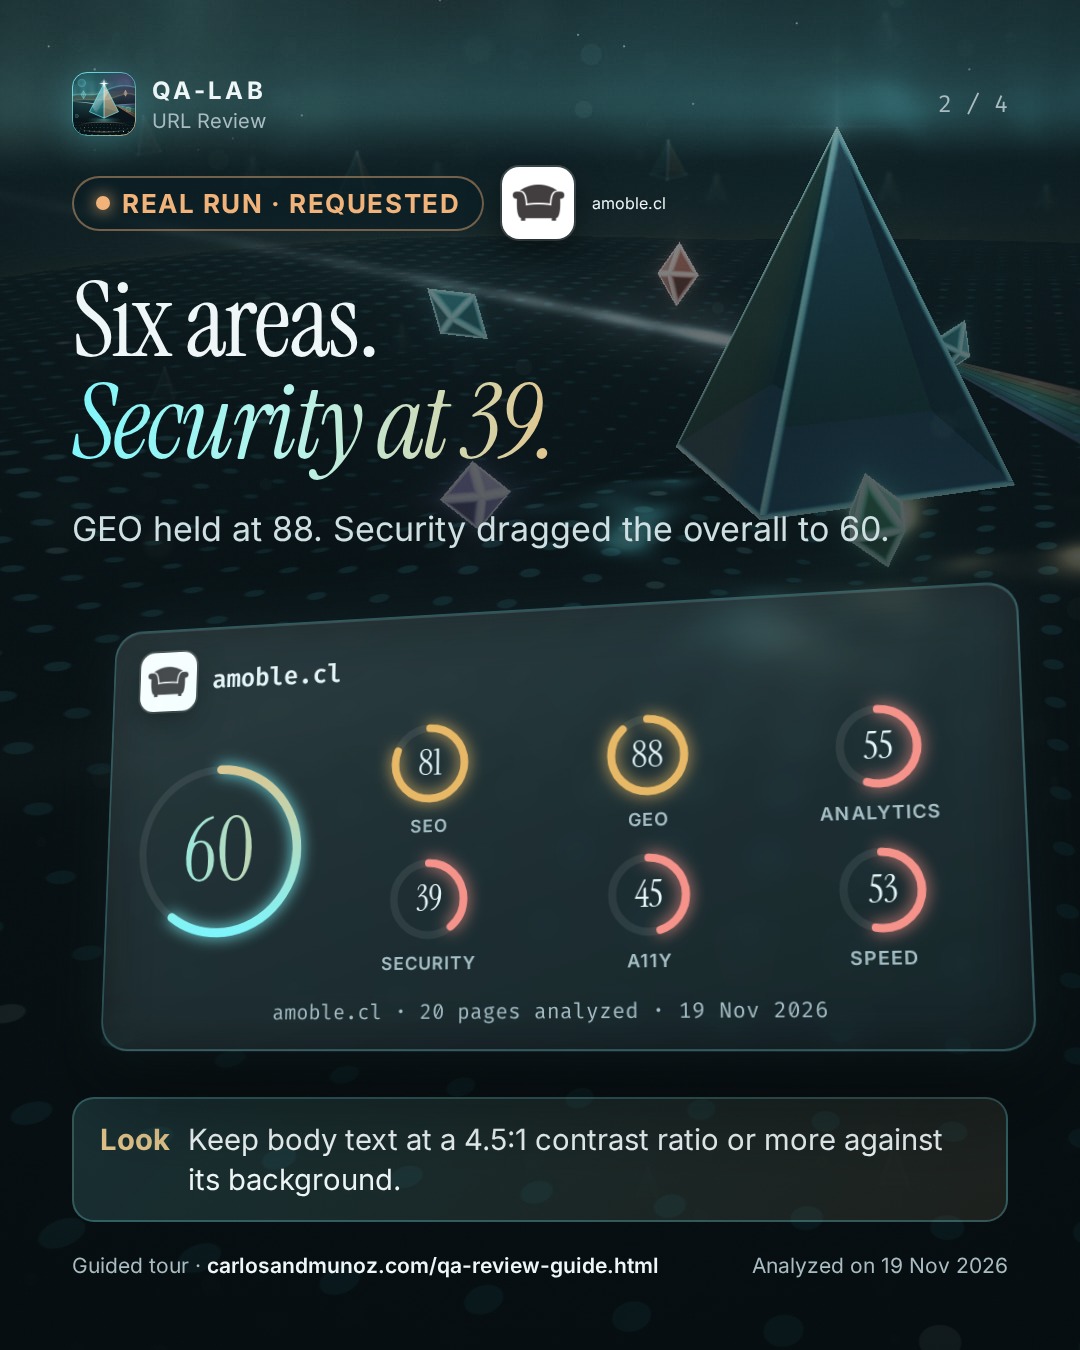 QA-LAB
URL Review
2 / 4
REAL RUN · REQUESTED
amoble.cl
Six areas.
Security at 39.
GEO held at 88. Security dragged the overall to 60.
amoble.cl
60
81
SEO
88
GEO
55
ANALYTICS
39
SECURITY
45
A11Y
53
SPEED
amoble.cl · 20 pages analyzed · 19 Nov 2026
Look Keep body text at a 4.5:1 contrast ratio or more against
its background.
Guided tour · carlosandmunoz.com/qa-review-guide.html
Analyzed on 19 Nov 2026